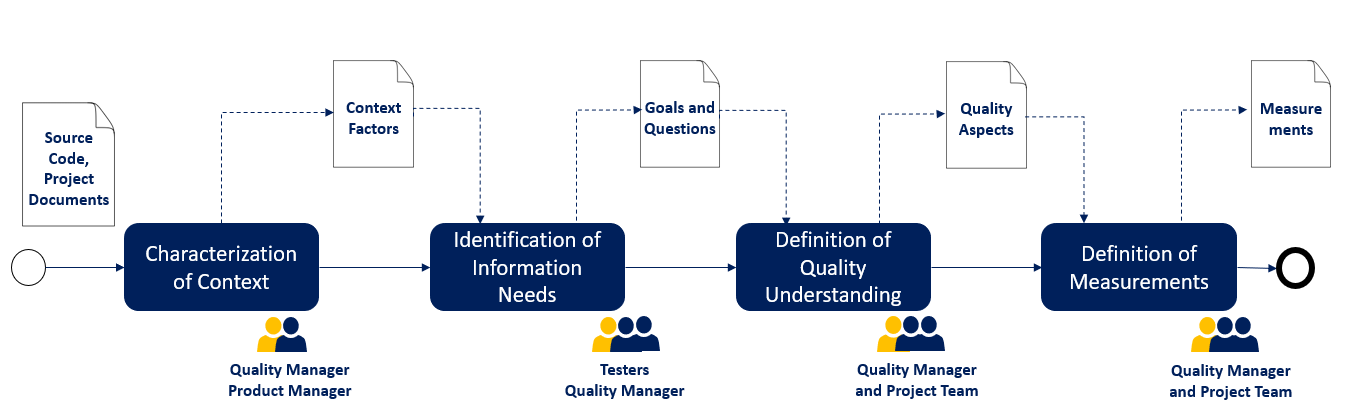 Source
Code,
Project
Documents
Context
Factors
Goals and
Questions
Quality
Aspects
Measure
ments
Characterization
of Context
Identification of
Information
Needs
Definition of
Quality
Understanding
Definition of
Measurements
Quality Manager
Product Manager
Testers
Quality Manager
Quality Manager
and Project Team
Quality Manager
and Project Team